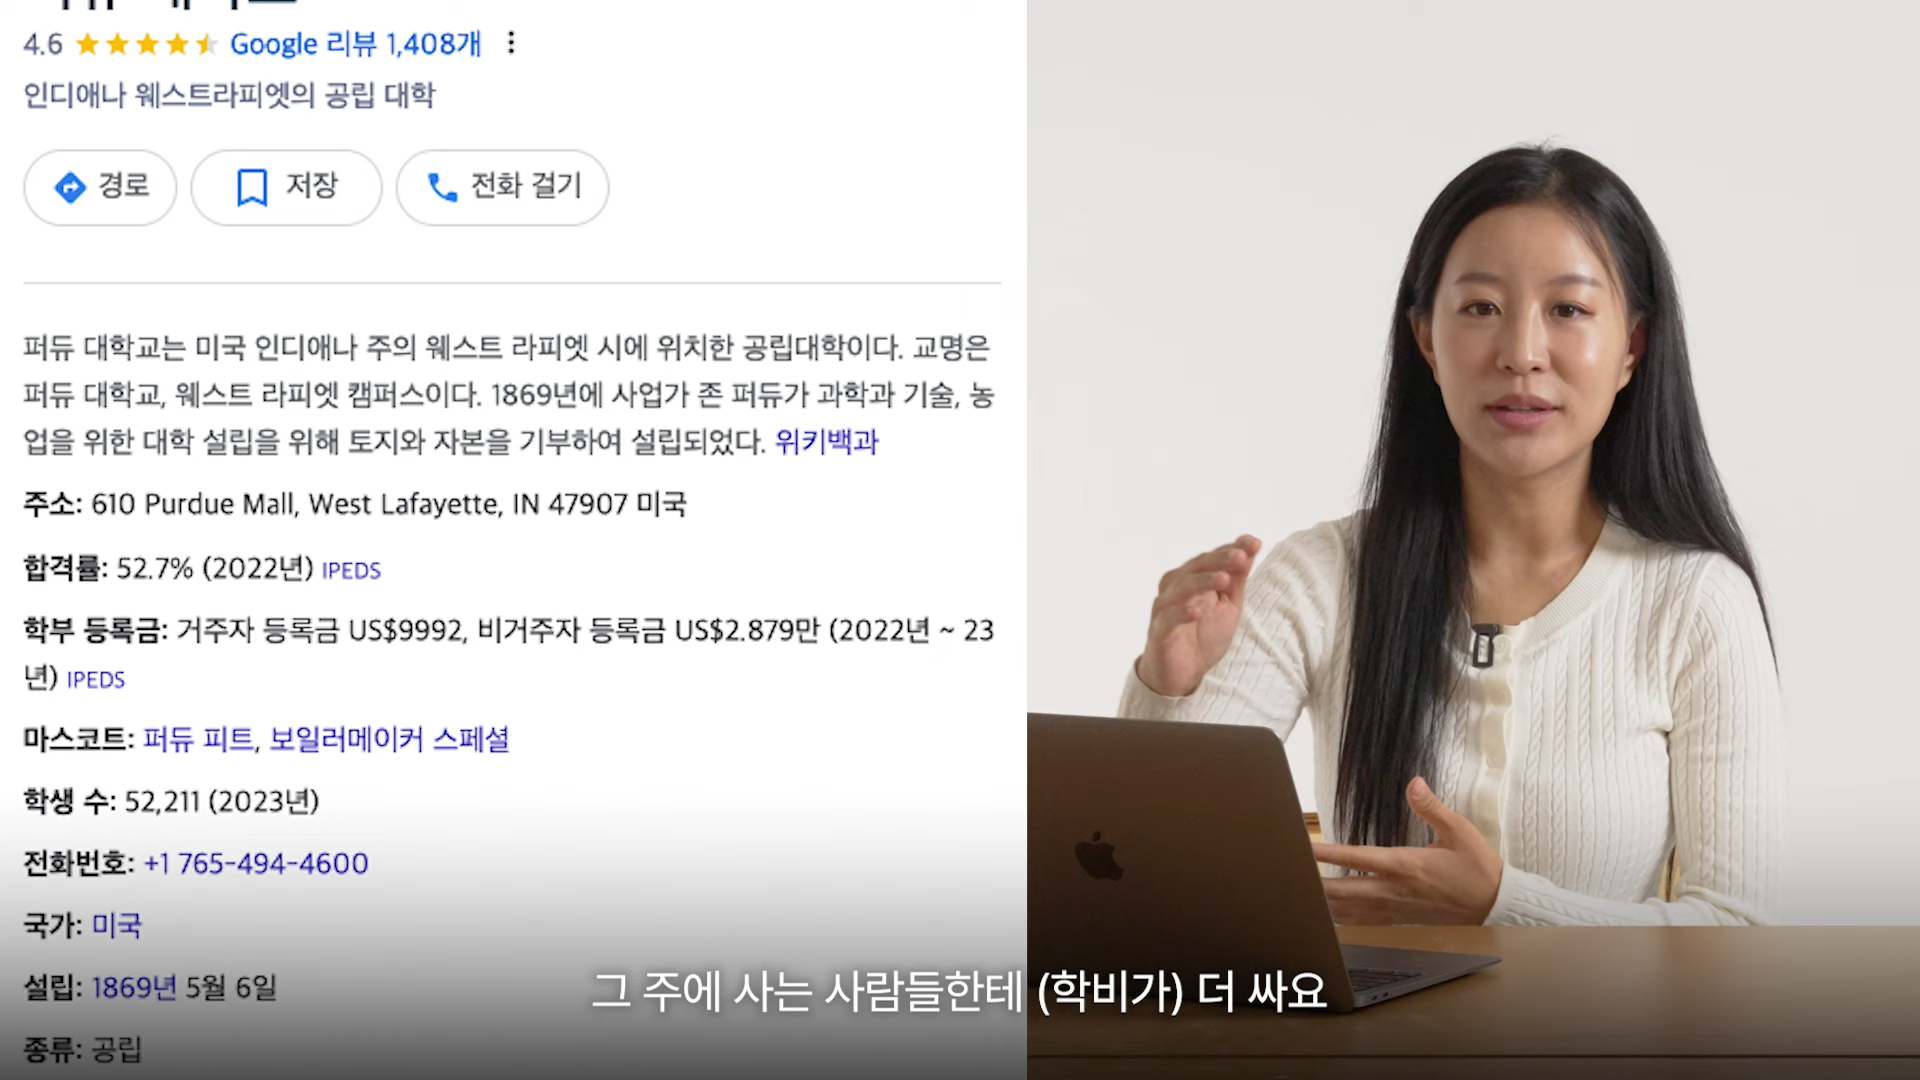 4.6 Google 리뷰 1,408개
인디애나 웨스트라피엣의 공립 대학
경로 저장 전화 걸기
퍼듀 대학교는 미국 인디애나 주의 웨스트 라피엣 시에 위치한 공립대학이다. 교명은
퍼듀 대학교, 웨스트 라피엣 캠퍼스이다. 1869년에 사업가 존 퍼듀가 과학과 기술, 농
업을 위한 대학 설립을 위해 토지와 자본을 기부하여 설립되었다. 위키백과
주소: 610 Purdue Mall, West Lafayette, IN 47907 미국
합격률: 52.7% (2022년) IPEDS
학부 등록금: 거주자 등록금 US$9992, 비거주자 등록금 US$2.879만 (2022년 ~ 23
년) IPEDS
마스코트: 퍼듀 피트, 보일러메이커 스페셜
학생 수: 52,211 (2023년)
전화번호: +1 765-494-4600
국가: 미국
설립: 1869년 5월 6일
종류: 공립
그 주에 사는 사람들한테 (학비가) 더 싸요